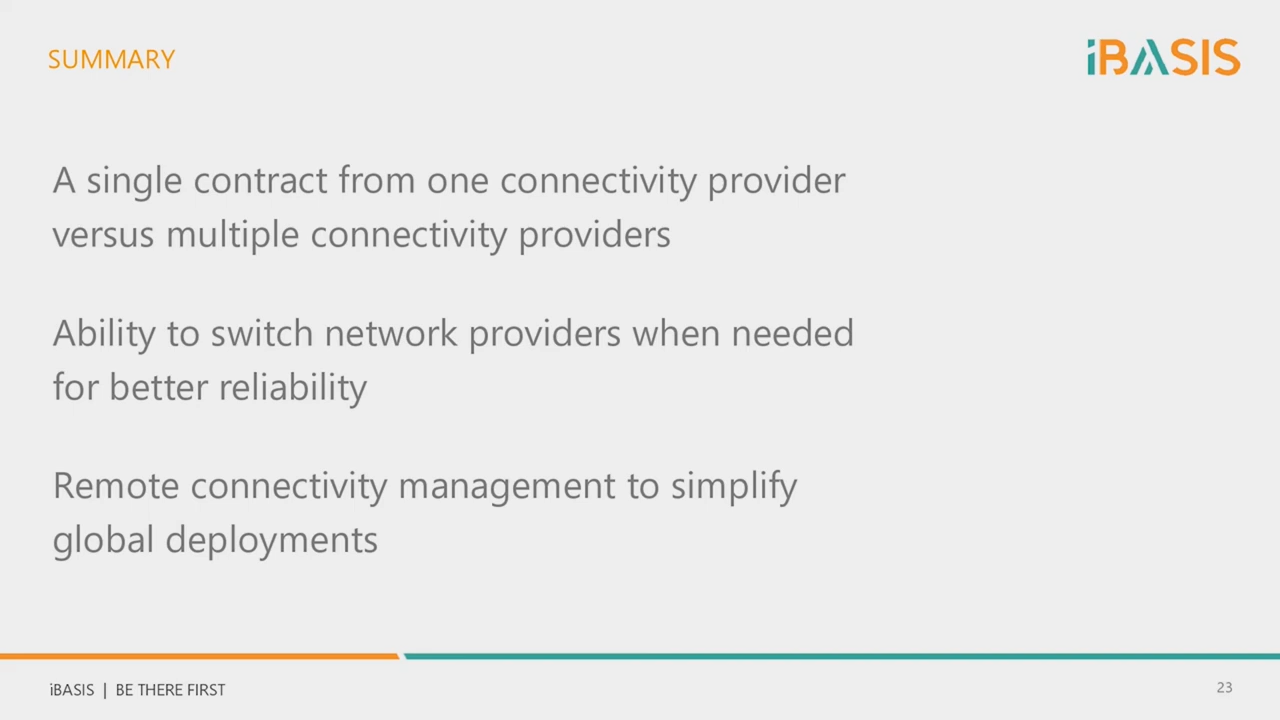 SUMMARY
iBASIS
A single contract from one connectivity provider
versus multiple connectivity providers
Ability to switch network providers when needed
for better reliability
Remote connectivity management to simplify
global deployments
iBASIS | BE THERE FIRST
23